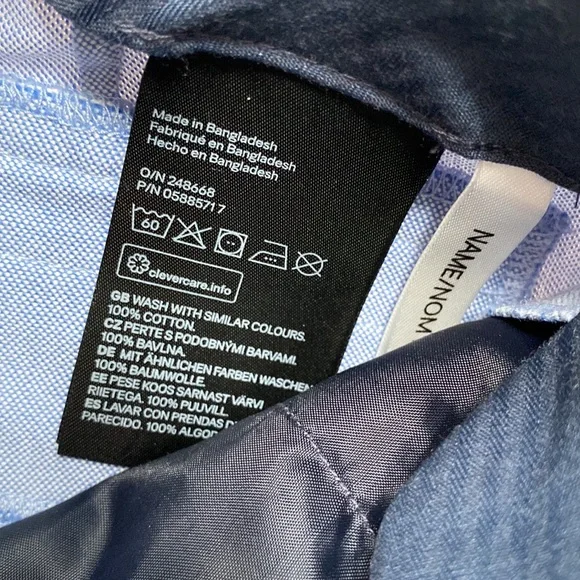 Made in Bangladesh
Fabriqué en Bangladesh
Hecho en Bangladesh
O/N 248668
P/N 05885717
60
clevercare.info
GB WASH WITH SIMILAR COLOURS.
100% COTTON.
CZ PERTE S PODOBNÝMI BARVAMI.
100% BAVLNA.
DE MIT ÄHNLICHEN FARBEN WASCHEN
100% BAUMWOLLE.
EE PESE KOOS SARNAST VÄRVI
RIIETEGA. 100% PUUVILL.
ES LAVAR CON PRENDAS D
PARECIDO. 100% ALGOD
NAME/NOM